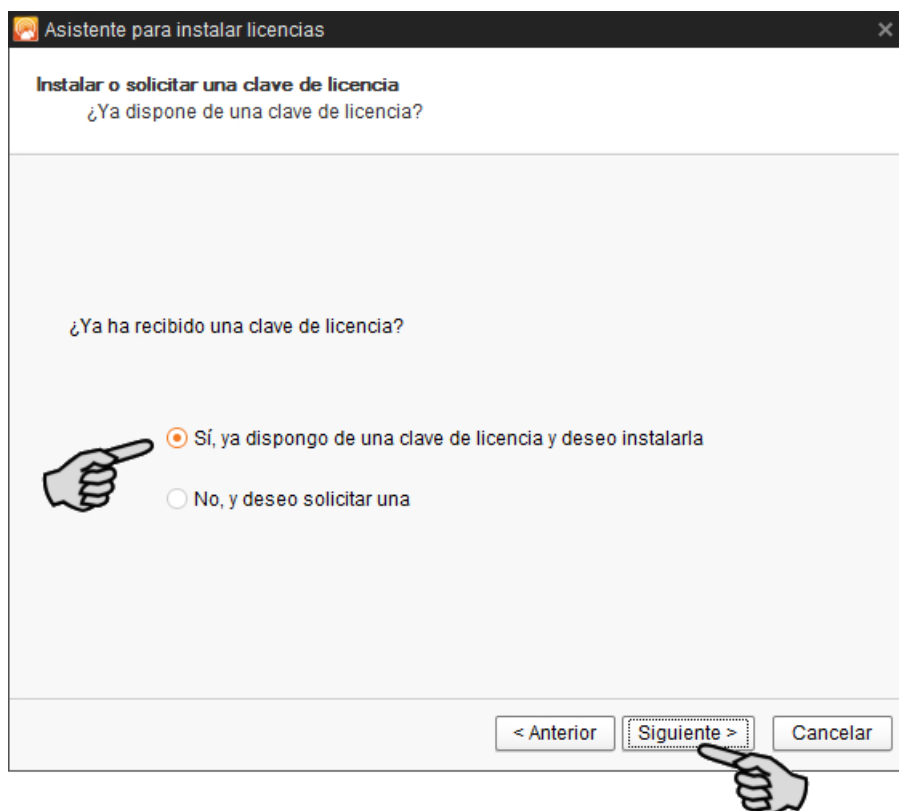 Asistente para instalar licencias
Instalar o solicitar una clave de licencia
¿Ya dispone de una clave de licencia?
¿Ya ha recibido una clave de licencia?
Sí, ya dispongo de una clave de licencia y deseo instalarla
No, y deseo solicitar una
< Anterior Siguiente > Cancelar